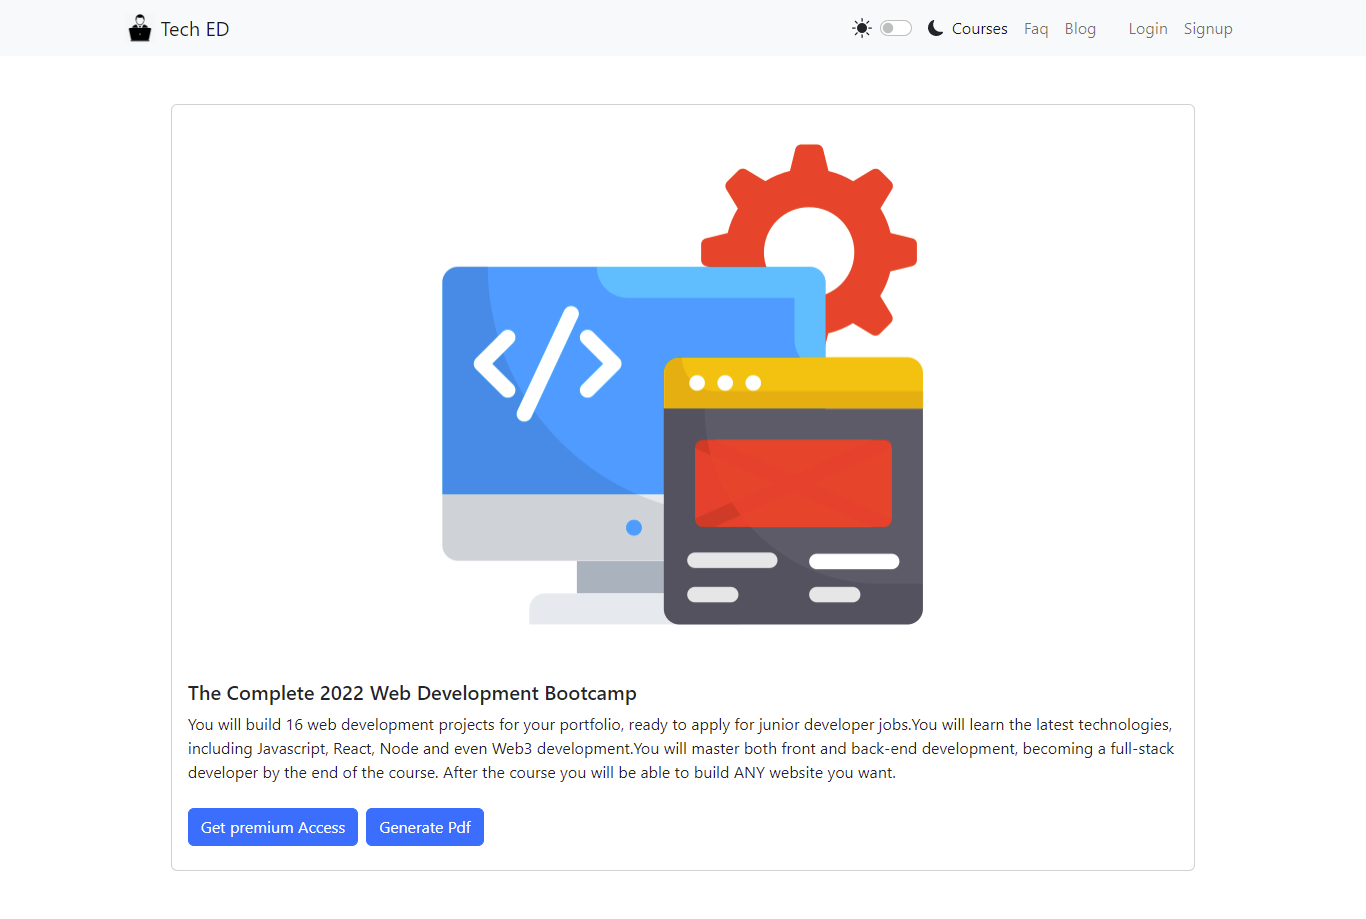 Tech ED
Courses Faq Blog Login Signup
</>
The Complete 2022 Web Development Bootcamp
You will build 16 web development projects for your portfolio, ready to apply for junior developer jobs.You will learn the latest technologies,
including Javascript, React, Node and even Web3 development.You will master both front and back-end development, becoming a full-stack
developer by the end of the course. After the course you will be able to build ANY website you want.
Get premium Access Generate Pdf